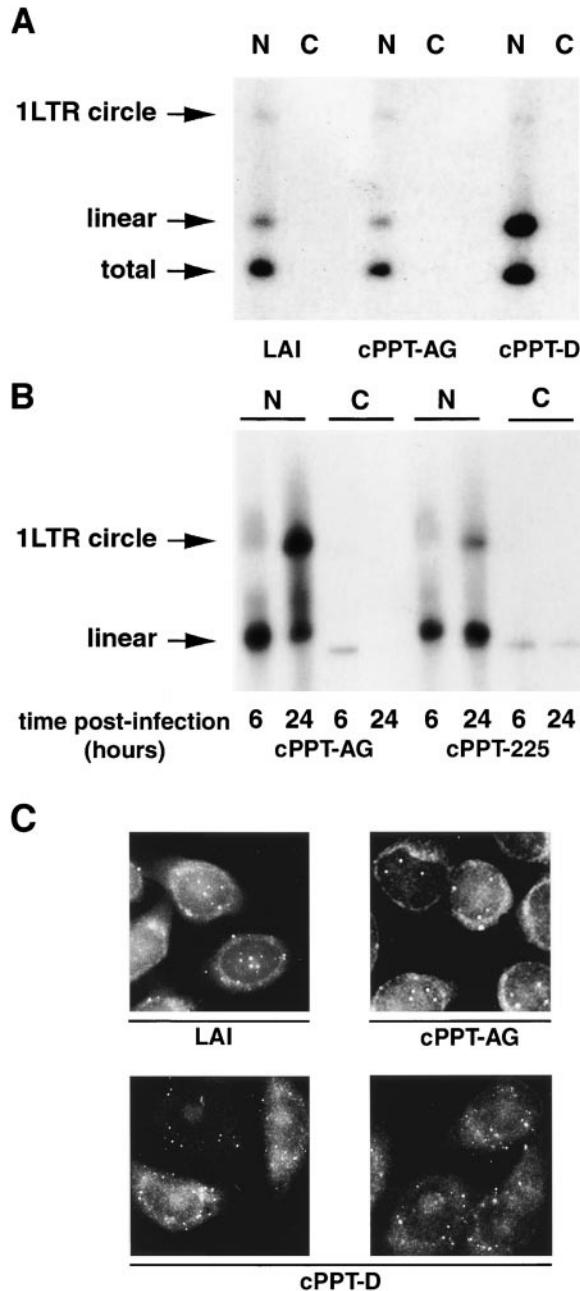 A
N C N C N C
1LTR circle
linear
total
LAI cPPT-AG cPPT-D
B
N C N C
1LTR circle
linear
time post-infection 6 24 6 24 6 24 6 24
(hours) cPPT-AG cPPT-225
C
LAI cPPT-AG
cPPT-D